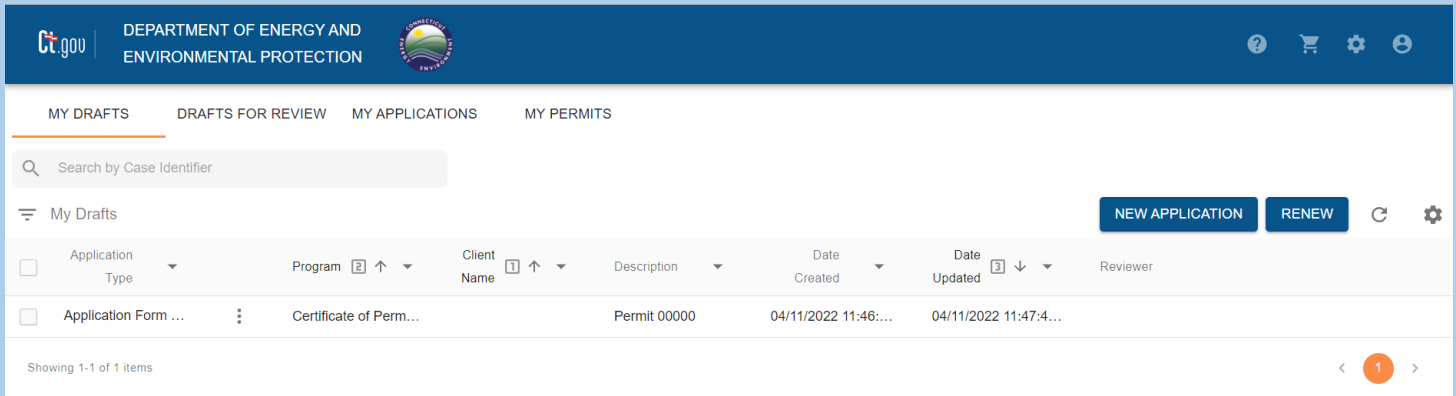 Ct.gov
DEPARTMENT OF ENERGY AND
ENVIRONMENTAL PROTECTION
CONNECTICUT
ENERGY
ENVIRONMENT
MY DRAFTS
DRAFTS FOR REVIEW
MY APPLICATIONS
MY PERMITS
Search by Case Identifier
My Drafts
NEW APPLICATION
RENEW
Application
Type
Program 2
Client
Name 1
Description
Date
Created
Date
Updated 3
Reviewer
Application Form ...
Certificate of Perm...
Permit 00000
04/11/2022 11:46:...
04/11/2022 11:47:4...
Showing 1-1 of 1 items
1